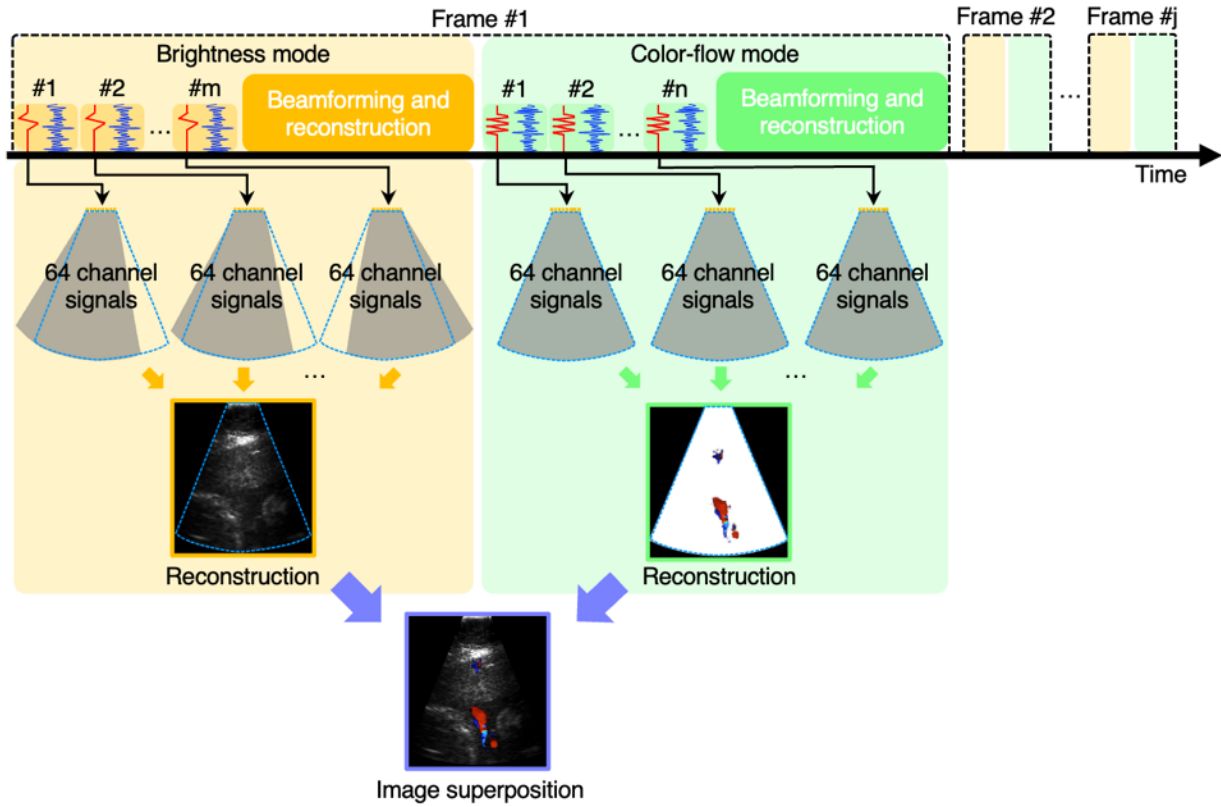 Frame #1
Frame #2
Frame #j
Brightness mode
Color-flow mode
#1
#2
#m
Beamforming and
reconstruction
#1
#2
#n
Beamforming and
reconstruction
...
...
...
Time
64 channel
signals
64 channel
signals
64 channel
signals
64 channel
signals
64 channel
signals
64 channel
signals
...
...
Reconstruction
Reconstruction
Image superposition